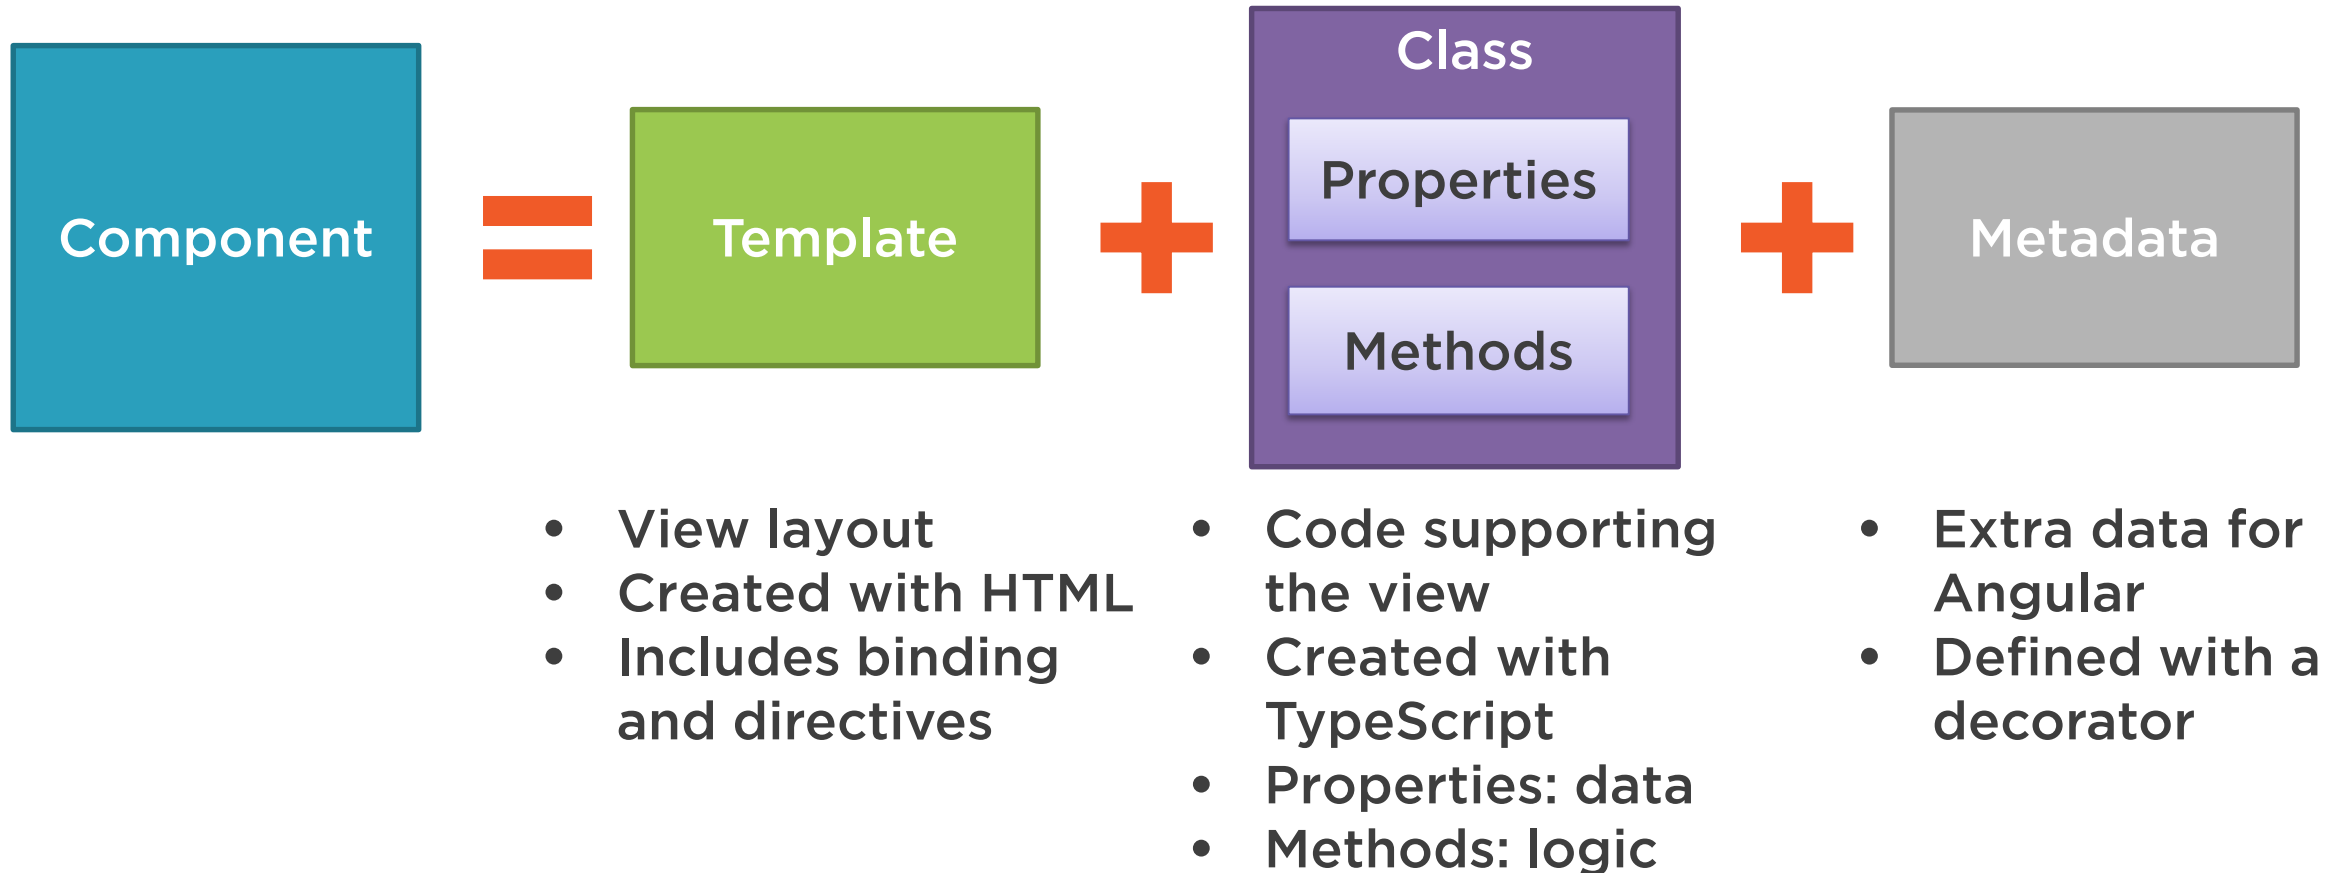 Component
Template
Class
Properties
Methods
Metadata
• View layout
• Created with HTML
• Includes binding
and directives
• Code supporting
the view
• Created with
TypeScript
• Properties: data
• Methods: logic
• Extra data for
Angular
• Defined with a
decorator